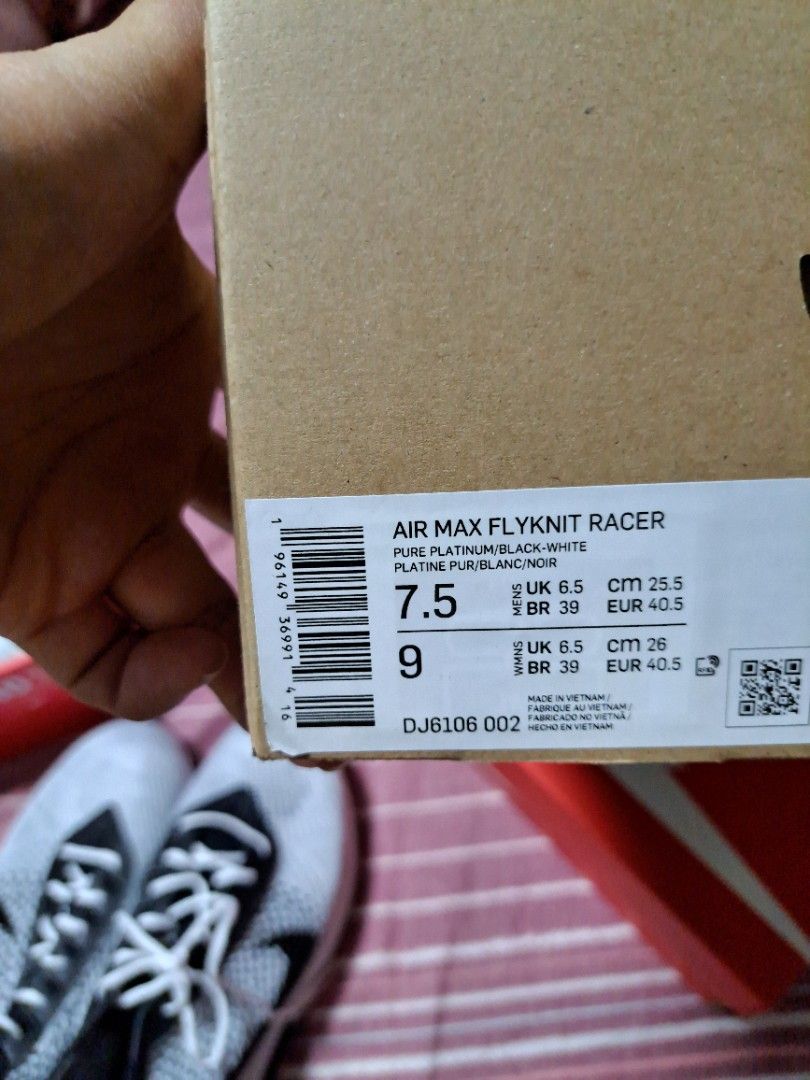 AIR MAX FLYKNIT RACER
PURE PLATINUM/BLACK-WHITE
PLATINE PUR/BLANC/NOIR
7.5 MENS UK 6.5 cm 25.5
BR 39 EUR 40.5
9 WMNS UK 6.5 cm 26
BR 39 EUR 40.5
DJ6106 002
MADE IN VIETNAM /
FABRIQUE AU VIETNAM /
FABRICADO NO VIETNÃ /
HECHO EN VIETNAM
1 96149 36991 4 16